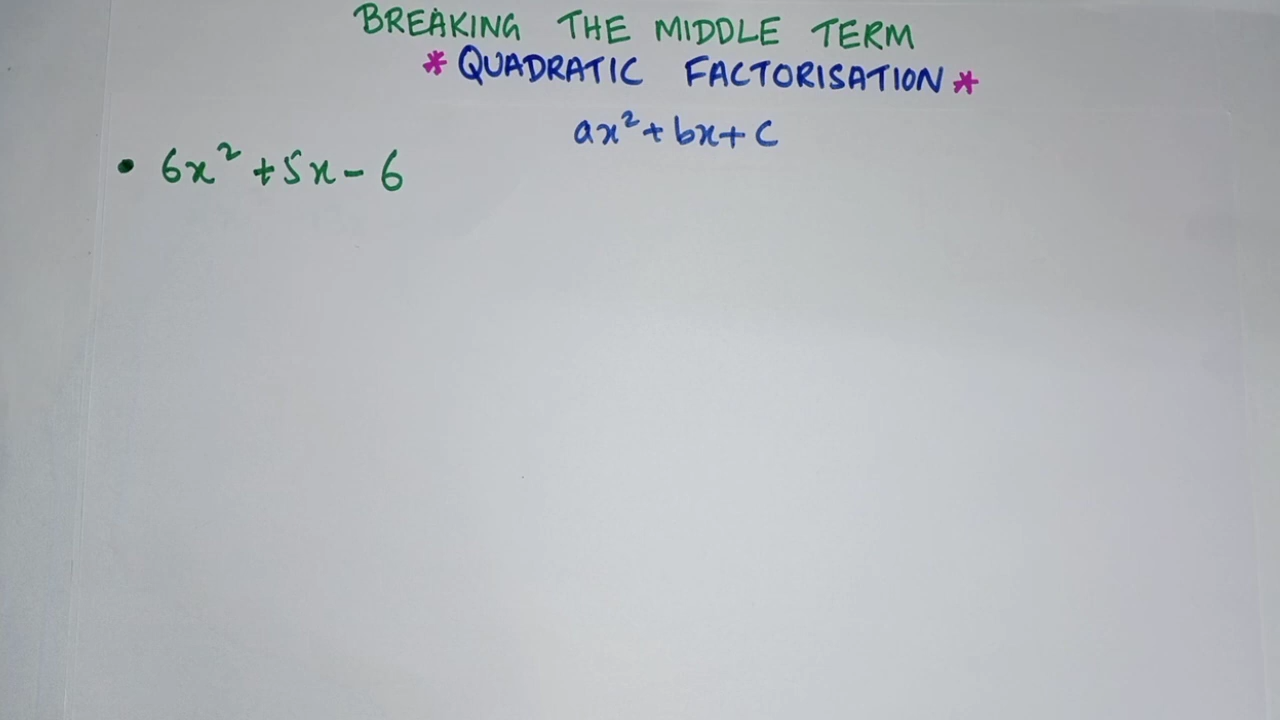 BREAKING THE MIDDLE TERM
* QUADRATIC FACTORISATION *
ax² + bx + c
• 6x² + 5x - 6